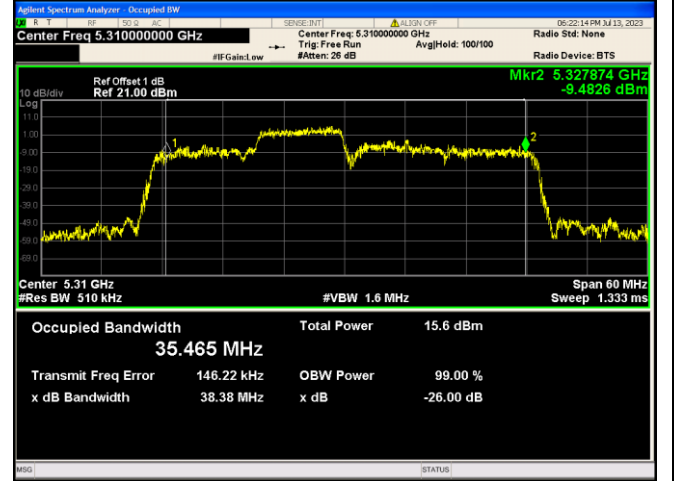 Agilent Spectrum Analyzer - Occupied BW
R T RF 50 Ω AC SENSE:INT ALIGN OFF 06:22:14 PM Jul 13, 2023
Center Freq 5.310000000 GHz Center Freq: 5.310000000 GHz Radio Std: None
Trig: Free Run Avg|Hold: 100/100
#IFGain:Low #Atten: 26 dB Radio Device: BTS
Mkr2 5.327874 GHz
-9.4826 dBm
Ref Offset 1 dB
10 dB/div Ref 21.00 dBm
Log
11.0
1.00
-9.00
-19.0
-29.0
-39.0
-49.0
-59.0
-69.0
1
2
Center 5.31 GHz Span 60 MHz
#Res BW 510 kHz #VBW 1.6 MHz Sweep 1.333 ms
Occupied Bandwidth Total Power 15.6 dBm
35.465 MHz
Transmit Freq Error 146.22 kHz OBW Power 99.00 %
x dB Bandwidth 38.38 MHz x dB -26.00 dB
MSG STATUS